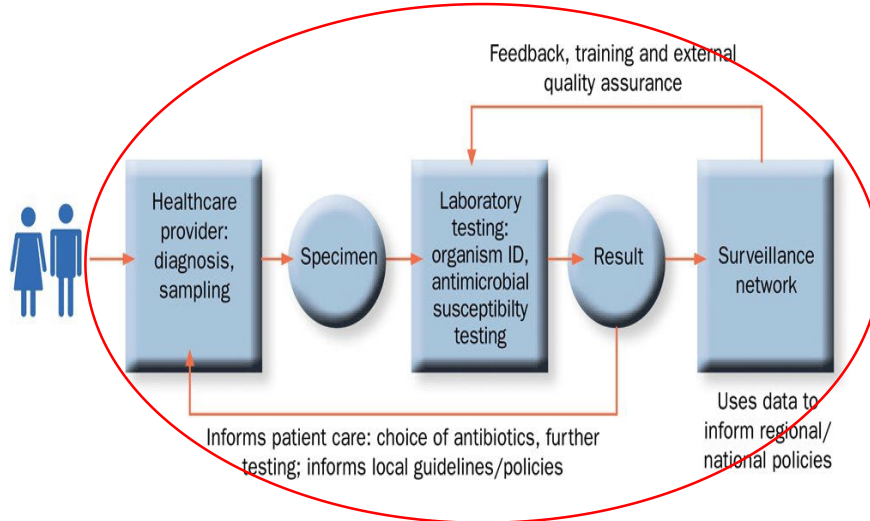 Feedback, training and external
quality assurance
Healthcare
provider:
diagnosis,
sampling
Specimen
Laboratory
testing:
organism ID,
antimicrobial
susceptibilty
testing
Result
Surveillance
network
Informs patient care: choice of antibiotics, further
testing; informs local guidelines/policies
Uses data to
inform regional/
national policies